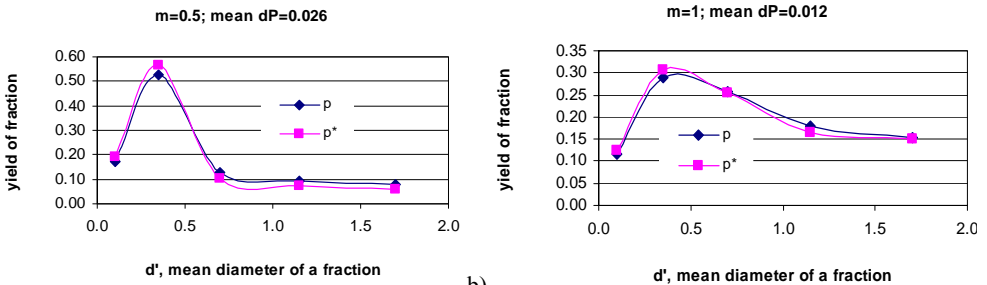 m=0.5; mean dP=0.026
yield of fraction
0.60
0.50
0.40
0.30
0.20
0.10
0.00
p
p*
0.0 0.5 1.0 1.5 2.0
d', mean diameter of a fraction
b)
m=1; mean dP=0.012
yield of fraction
0.35
0.30
0.25
0.20
0.15
0.10
0.05
0.00
p
p*
0.0 0.5 1.0 1.5 2.0
d', mean diameter of a fraction